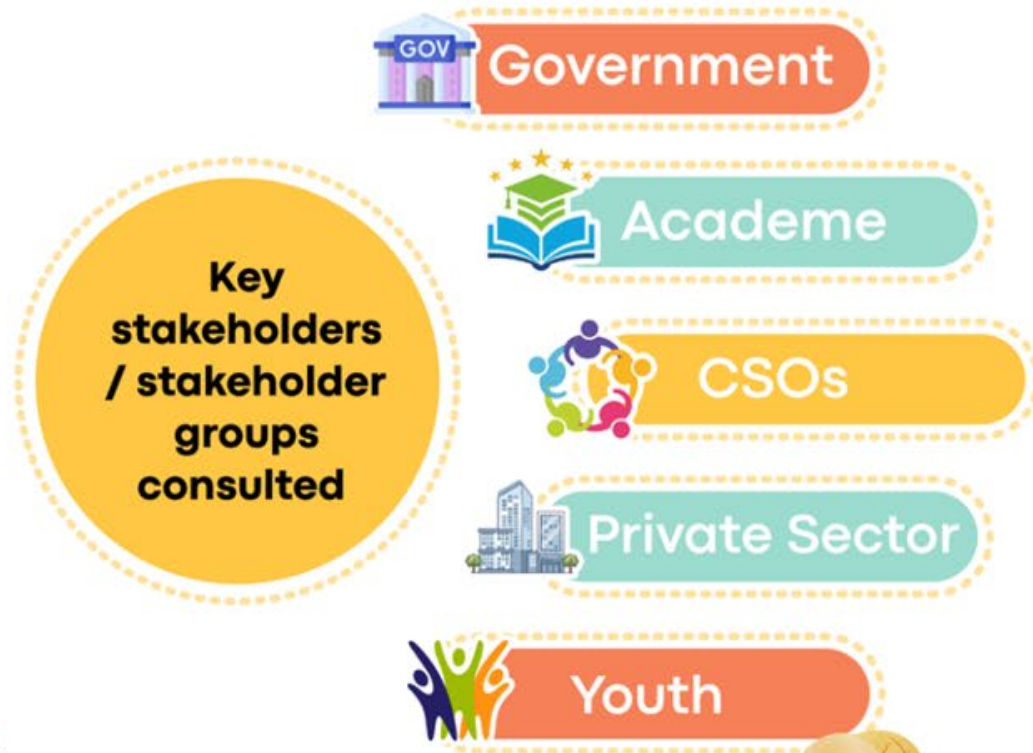 Key
stakeholders
/ stakeholder
groups
consulted
GOV
Government
Academe
CSOs
Private Sector
Youth